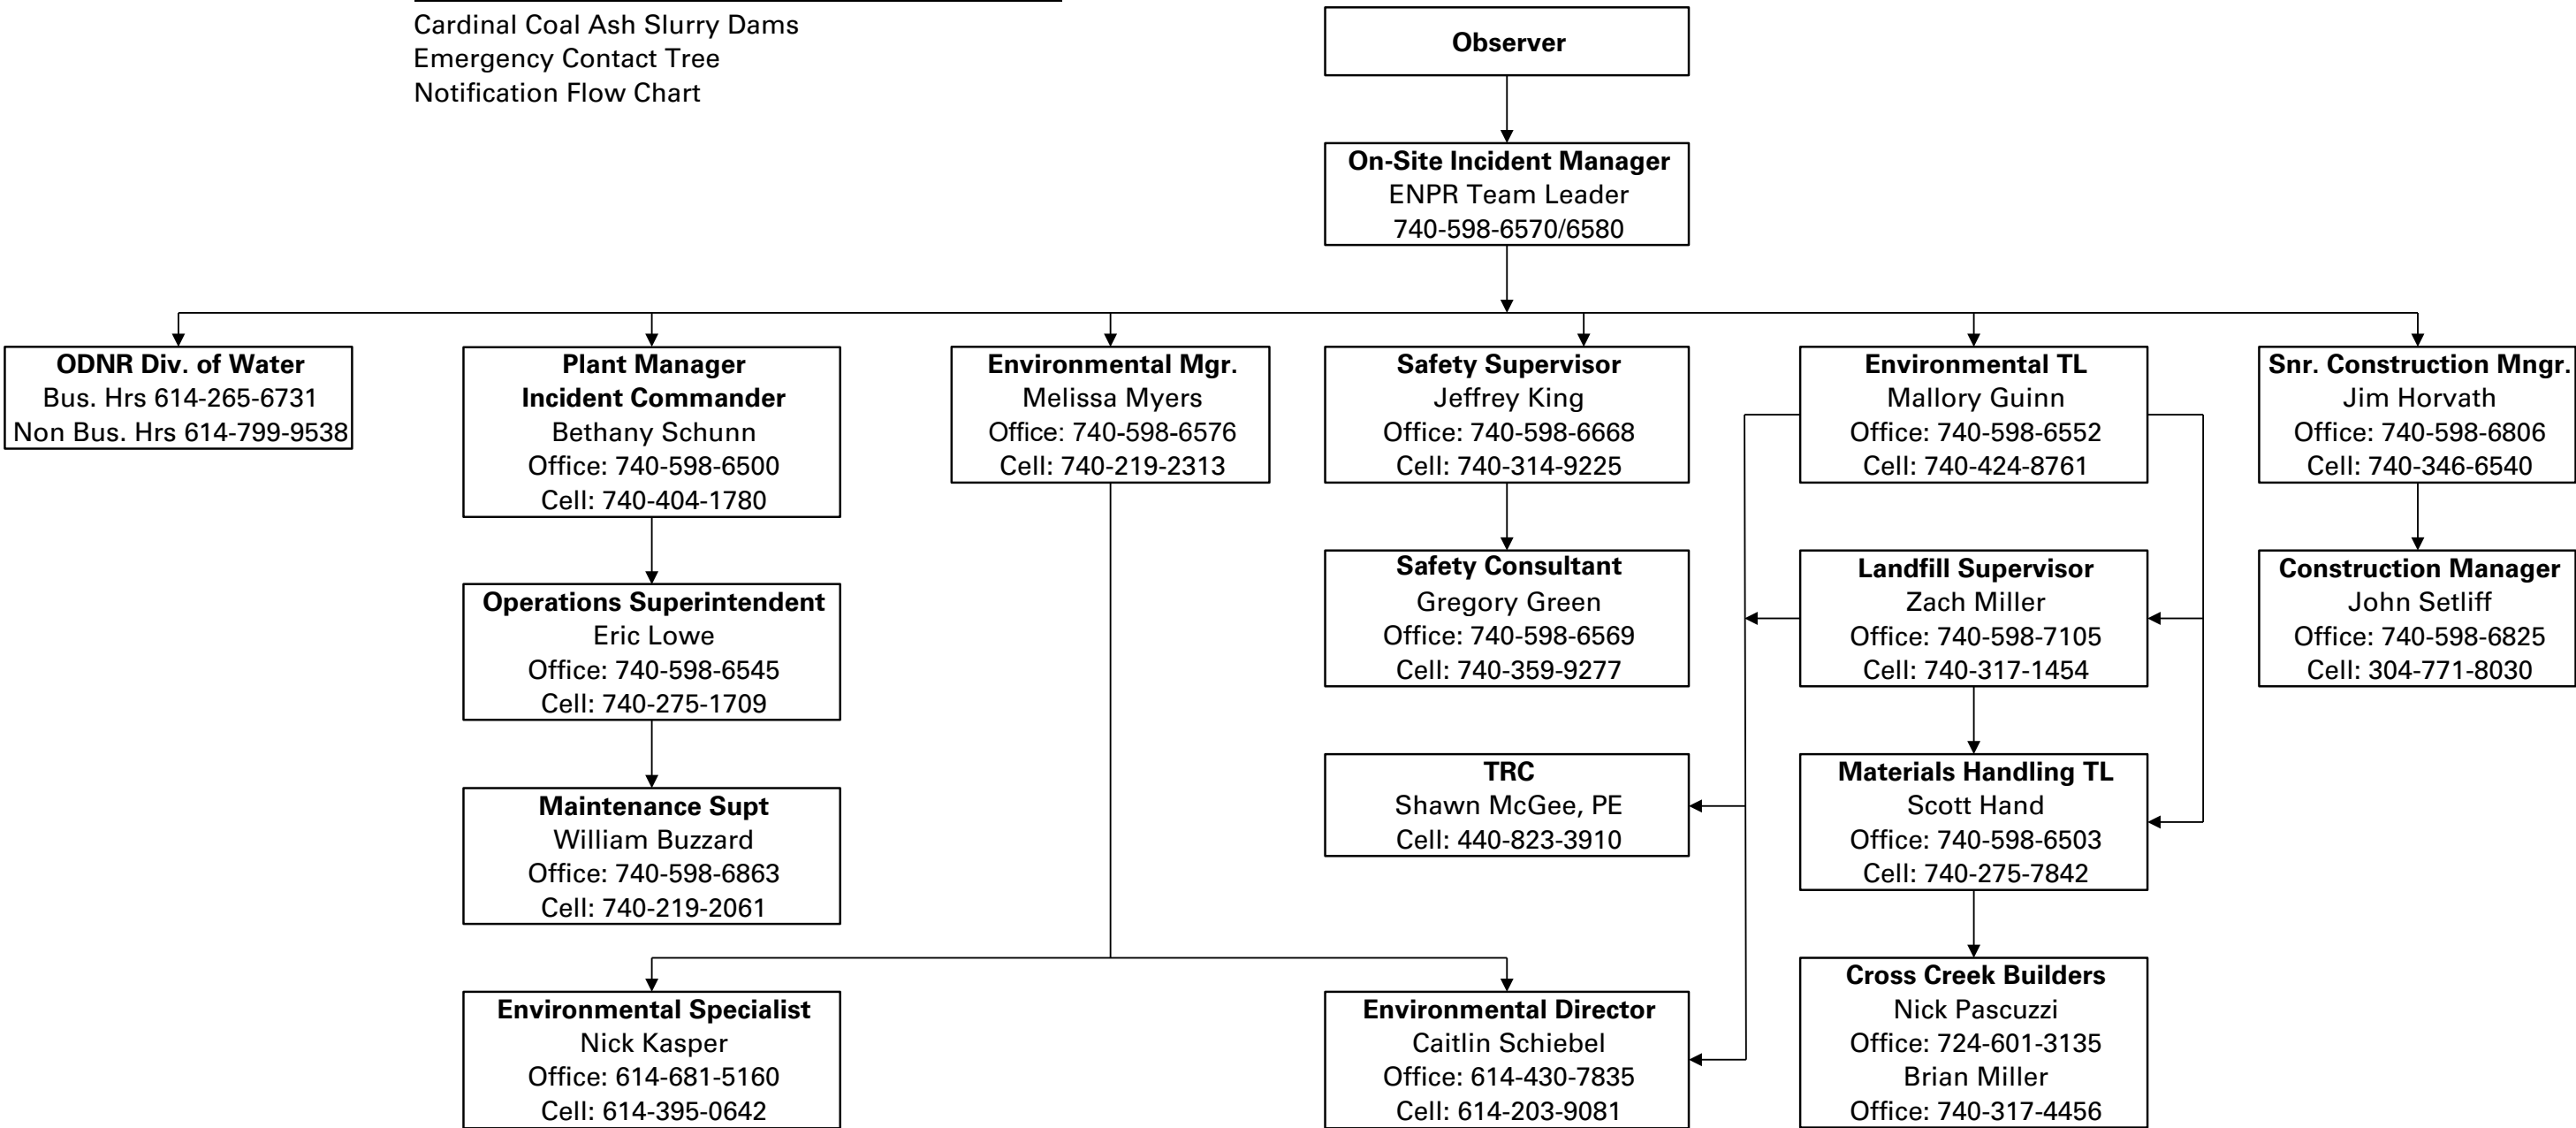 Cardinal Coal Ash Slurry Dams
Emergency Contact Tree
Notification Flow Chart
Observer
On-Site Incident Manager
ENPR Team Leader
740-598-6570/6580
ODNR Div. of Water
Bus. Hrs 614-265-6731
Non Bus. Hrs 614-799-9538
Plant Manager
Incident Commander
Bethany Schunn
Office: 740-598-6500
Cell: 740-404-1780
Environmental Mgr.
Melissa Myers
Office: 740-598-6576
Cell: 740-219-2313
Safety Supervisor
Jeffrey King
Office: 740-598-6668
Cell: 740-314-9225
Environmental TL
Mallory Guinn
Office: 740-598-6552
Cell: 740-424-8761
Snr. Construction Mngr.
Jim Horvath
Office: 740-598-6806
Cell: 740-346-6540
Operations Superintendent
Eric Lowe
Office: 740-598-6545
Cell: 740-275-1709
Safety Consultant
Gregory Green
Office: 740-598-6569
Cell: 740-359-9277
Landfill Supervisor
Zach Miller
Office: 740-598-7105
Cell: 740-317-1454
Construction Manager
John Setliff
Office: 740-598-6825
Cell: 304-771-8030
Maintenance Supt
William Buzzard
Office: 740-598-6863
Cell: 740-219-2061
TRC
Shawn McGee, PE
Cell: 440-823-3910
Materials Handling TL
Scott Hand
Office: 740-598-6503
Cell: 740-275-7842
Environmental Specialist
Nick Kasper
Office: 614-681-5160
Cell: 614-395-0642
Environmental Director
Caitlin Schiebel
Office: 614-430-7835
Cell: 614-203-9081
Cross Creek Builders
Nick Pascuzzi
Office: 724-601-3135
Brian Miller
Office: 740-317-4456